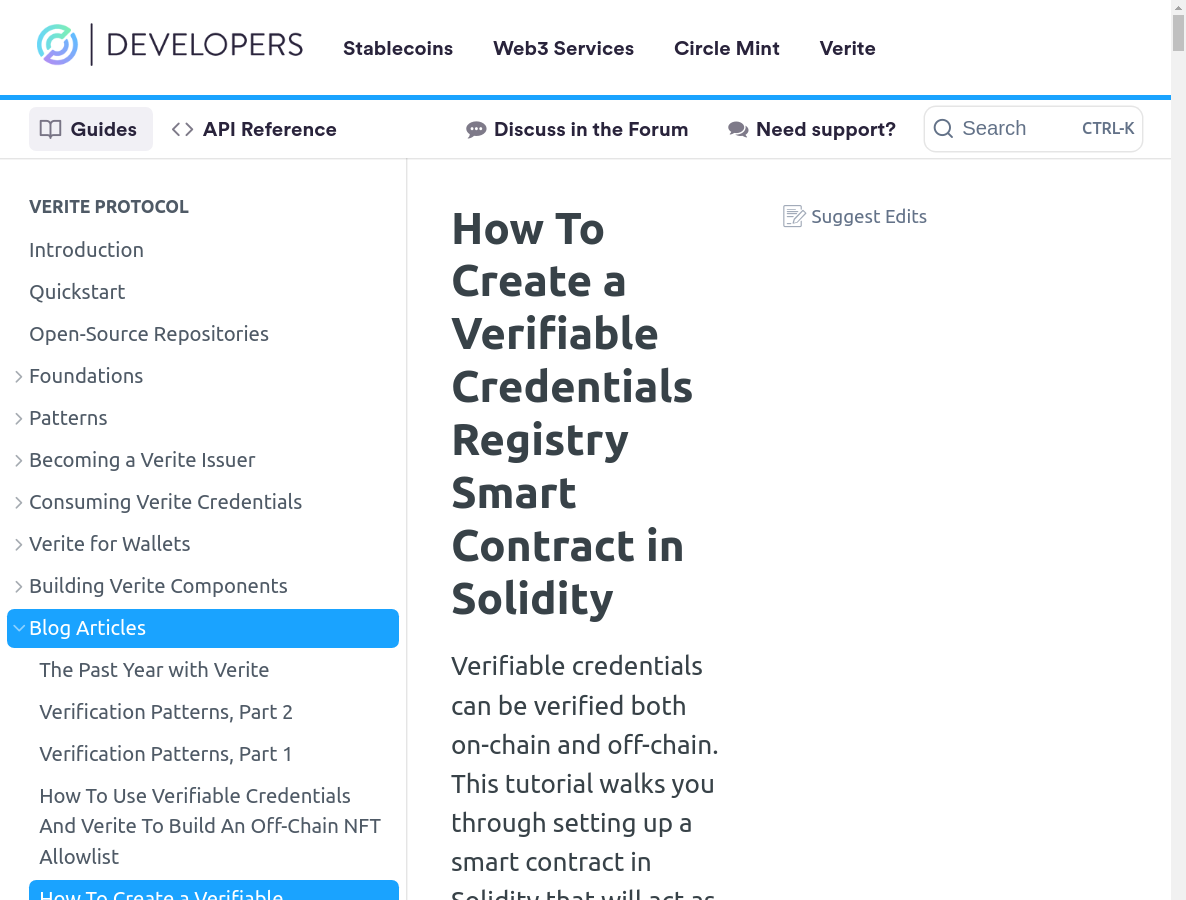 DEVELOPERS
Stablecoins
Web3 Services
Circle Mint
Verite
Guides
API Reference
Discuss in the Forum
Need support?
Search
CTRL-K
VERITE PROTOCOL
Introduction
Quickstart
Open-Source Repositories
Foundations
Patterns
Becoming a Verite Issuer
Consuming Verite Credentials
Verite for Wallets
Building Verite Components
Blog Articles
The Past Year with Verite
Verification Patterns, Part 2
Verification Patterns, Part 1
How To Use Verifiable Credentials
And Verite To Build An Off-Chain NFT
Allowlist
How To Create a Verifiable
How To
Create a
Verifiable
Credentials
Registry
Smart
Contract in
Solidity
Suggest Edits
Verifiable credentials
can be verified both
on-chain and off-chain.
This tutorial walks you
through setting up a
smart contract in
Solidity that will act as